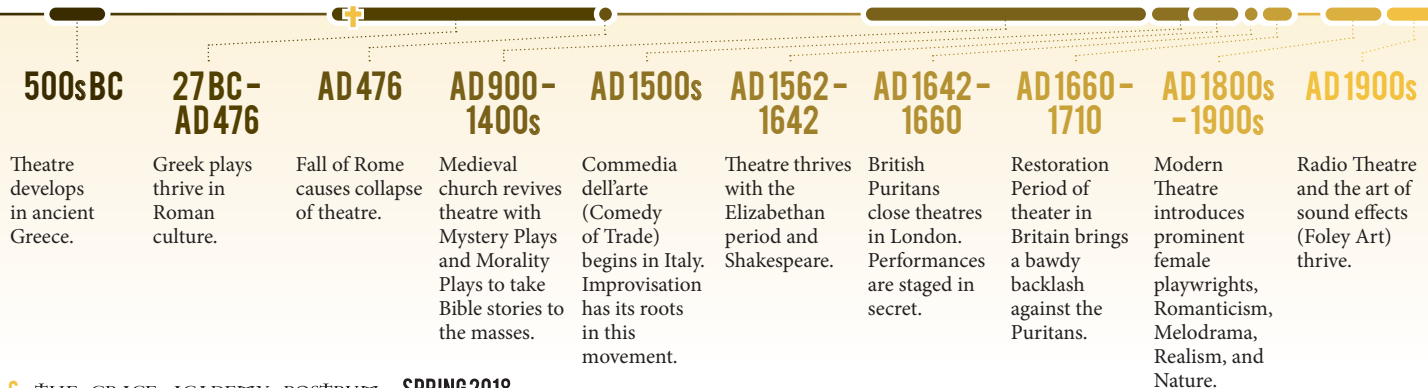 500s BC
Theatre
develops
in ancient
Greece.
27 BC –
AD 476
Greek plays
thrive in
Roman
culture.
AD 476
Fall of Rome
causes collapse
of theatre.
AD 900 –
1400s
Medieval
church revives
theatre with
Mystery Plays
and Morality
Plays to take
Bible stories to
the masses.
AD 1500s
Commedia
dell’arte
(Comedy
of Trade)
begins in Italy.
Improvisation
has its roots
in this
movement.
AD 1562 –
1642
Theatre thrives
with the
Elizabethan
period and
Shakespeare.
AD 1642 –
1660
British
Puritans
close theatres
in London.
Performances
are staged in
secret.
AD 1660 –
1710
Restoration
Period of
theater in
Britain brings
a bawdy
backlash
against the
Puritans.
AD 1800s
– 1900s
Modern
Theatre
introduces
prominent
female
playwrights,
Romanticism,
Melodrama,
Realism, and
Nature.
AD 1900s
Radio Theatre
and the art of
sound effects
(Foley Art)
thrive.
6 THE GRACE ACADEMY ROSTRUM SPRING 2018